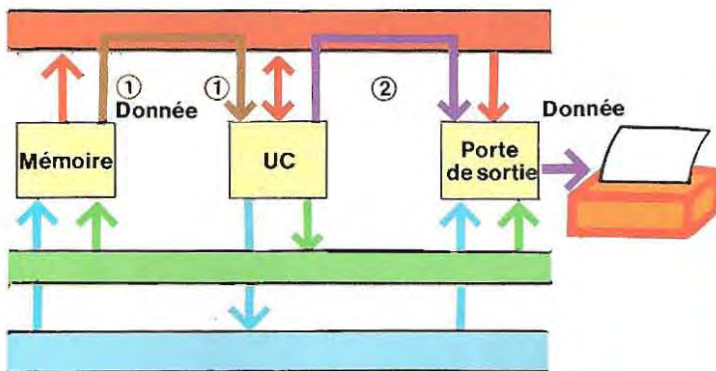 ①
①
②
Donnée
Donnée
Mémoire
UC
Porte
de sortie